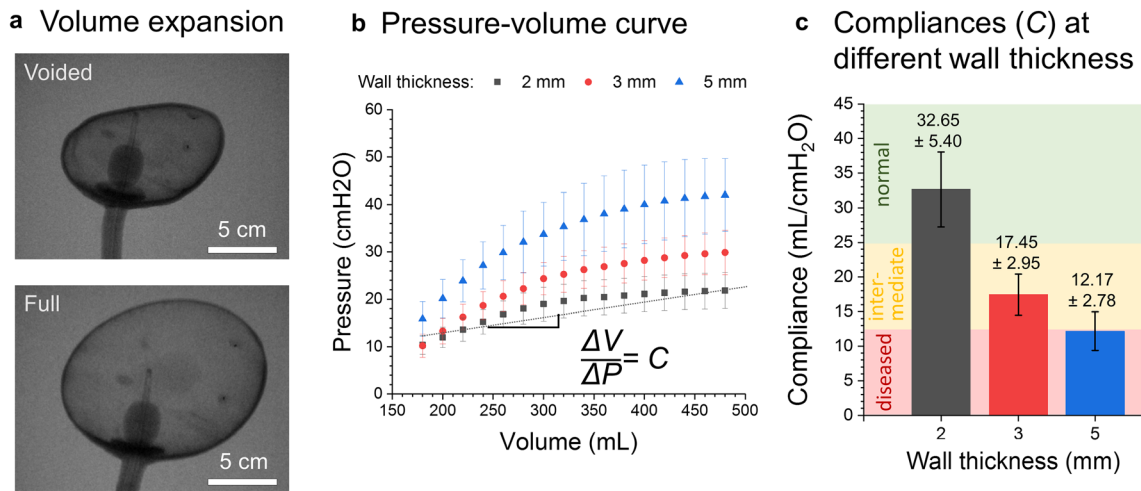 a Volume expansion
Voided
5 cm
Full
5 cm
b Pressure-volume curve
Wall thickness: 2 mm 3 mm 5 mm
60
50
40
30
20
10
0
Pressure (cmH2O)
ΔV
ΔP
= C
150 200 250 300 350 400 450 500
Volume (mL)
c Compliances (C) at
different wall thickness
45
40
35
30
25
20
15
10
5
0
Compliance (mL/cmH₂O)
normal
inter-
mediate
diseased
32.65
± 5.40
17.45
± 2.95
12.17
± 2.78
2 3 5
Wall thickness (mm)